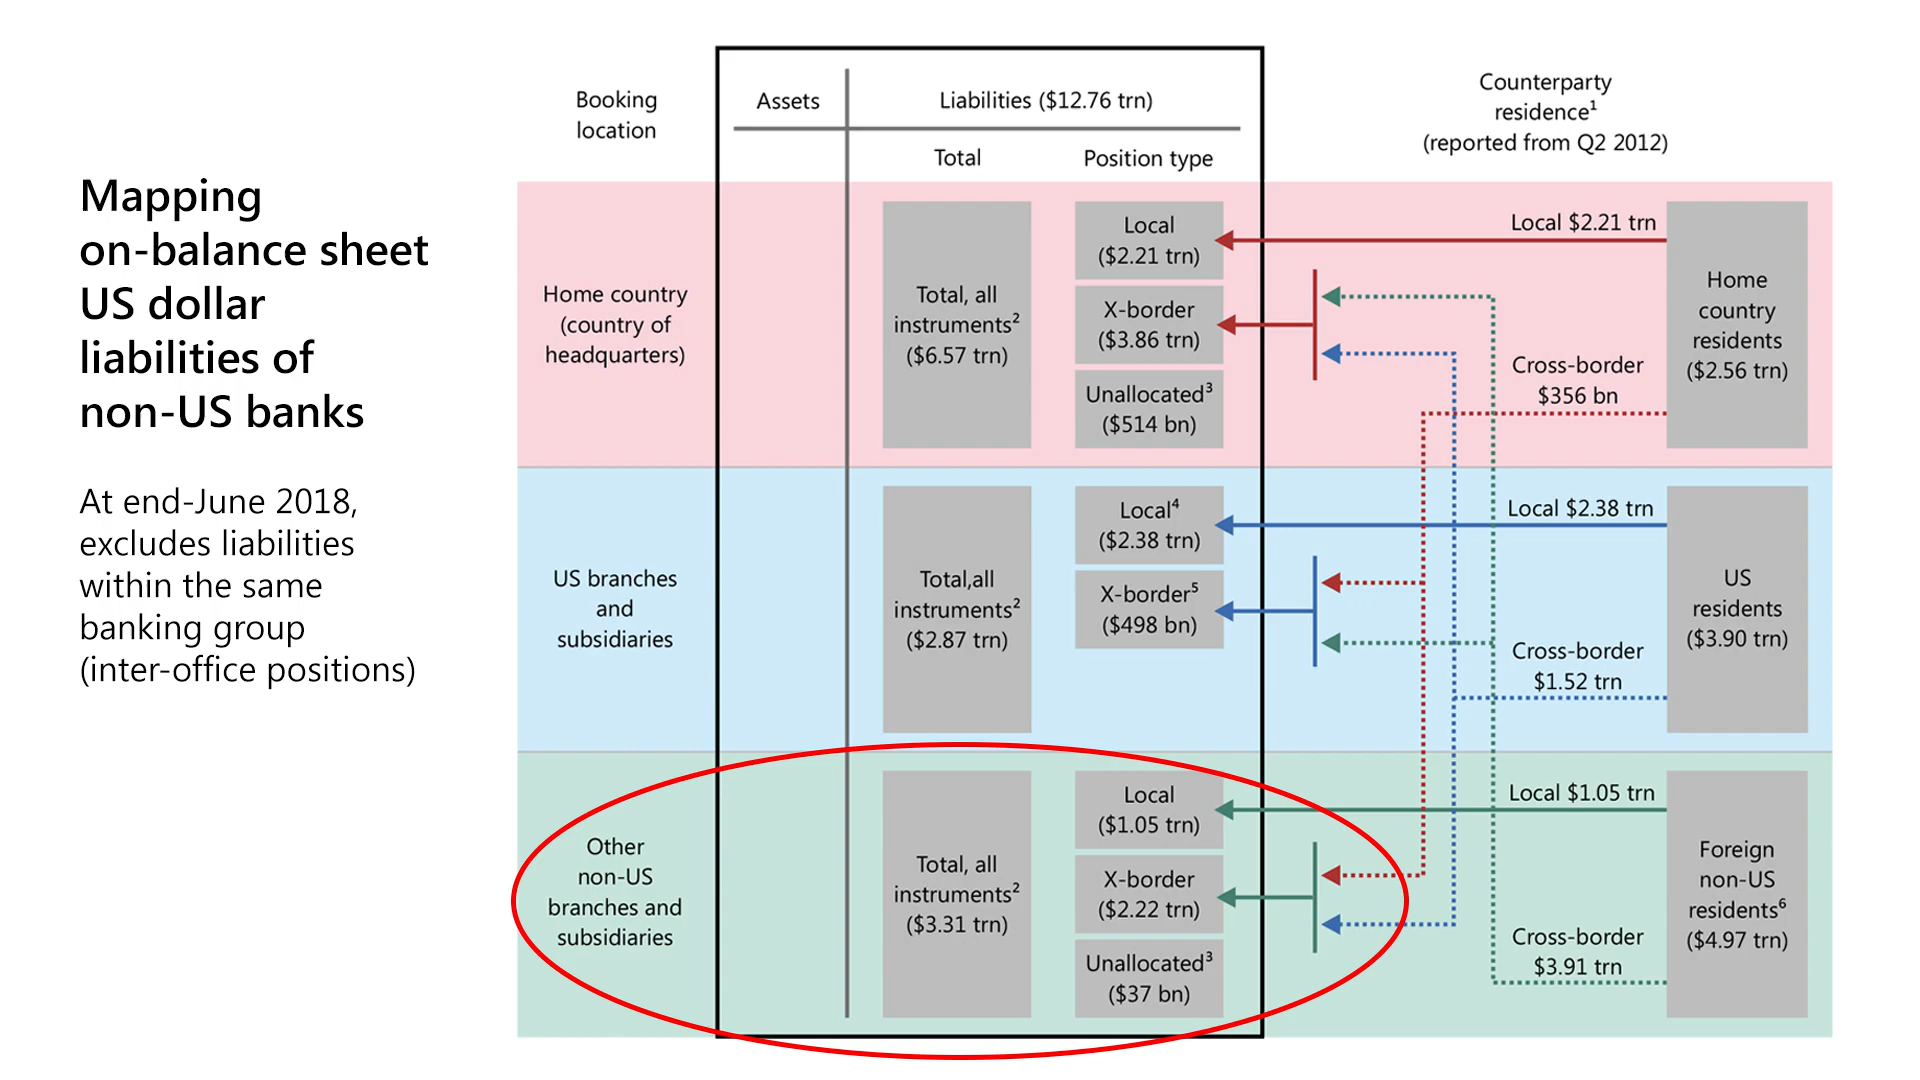 Mapping
on-balance sheet
US dollar
liabilities of
non-US banks
At end-June 2018,
excludes liabilities
within the same
banking group
(inter-office positions)
Booking
location
Assets
Liabilities ($12.76 trn)
Counterparty
residence¹
(reported from Q2 2012)
Total
Position type
Home country
(country of
headquarters)
Total, all
instruments²
($6.57 trn)
Local
($2.21 trn)
X-border
($3.86 trn)
Unallocated³
($514 bn)
Local $2.21 trn
Cross-border
$356 bn
Home
country
residents
($2.56 trn)
US branches
and
subsidiaries
Total,all
instruments²
($2.87 trn)
Local⁴
($2.38 trn)
X-border⁵
($498 bn)
Local $2.38 trn
Cross-border
$1.52 trn
US
residents
($3.90 trn)
Other
non-US
branches and
subsidiaries
Total, all
instruments²
($3.31 trn)
Local
($1.05 trn)
X-border
($2.22 trn)
Unallocated³
($37 bn)
Local $1.05 trn
Cross-border
$3.91 trn
Foreign
non-US
residents⁶
($4.97 trn)